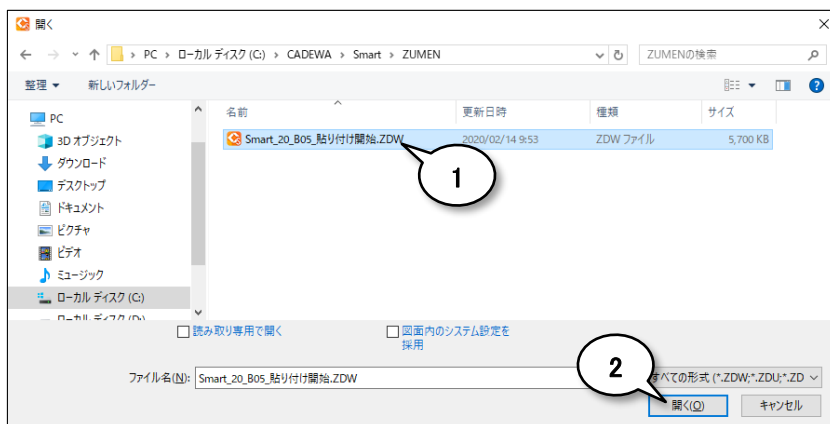 開く
PC > ローカル ディスク (C:) > CADEWA > Smart > ZUMEN
ZUMENの検索
整理 新しいフォルダー
PC
3D オブジェクト
ダウンロード
デスクトップ
ドキュメント
ピクチャ
ビデオ
ミュージック
ローカル ディスク (C:)
ローカル ディスク (D:)
名前 更新日時 種類 サイズ
Smart_20_B05_貼り付け開始.ZDW 2020/02/14 9:53 ZDW ファイル 5,700 KB
1
読み取り専用で開く
図面内のシステム設定を
採用
2
ファイル名(N): Smart_20_B05_貼り付け開始.ZDW
すべての形式 (*.ZDW;*.ZDU;*.ZD
開く(O) キャンセル